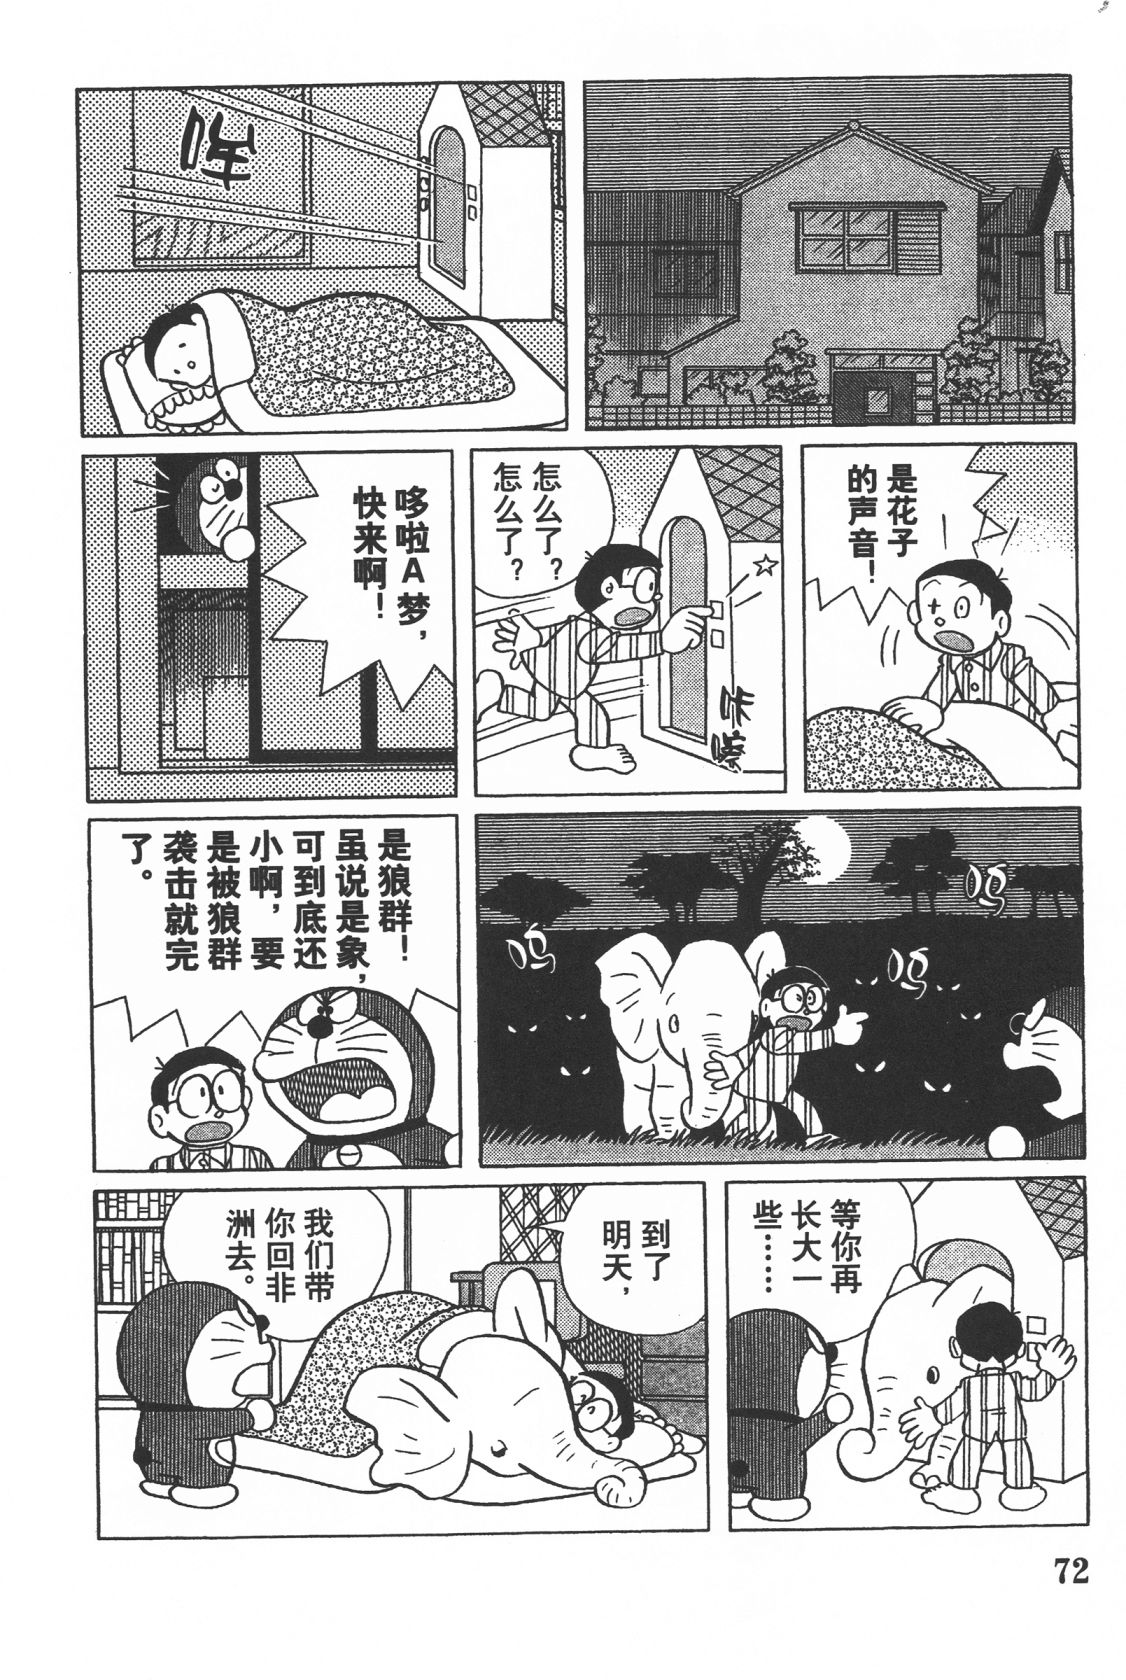 哞
是花子
的声音！
怎么了？
怎么了？
咔
嚓
哆啦A梦，
快来啊！
呜
呜
呜
是狼群！
虽说是象，
可到底还
小啊，要
是被狼群
袭击就完
了。
等你再
长大一
些……
到了
明天，
我们带
你回非
洲去。
72